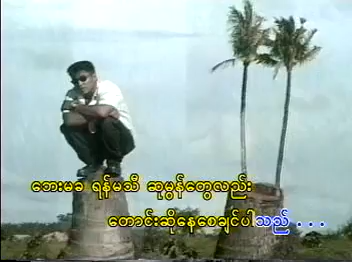 ဘေးမခ ရန်မသီ ဆုမွန်တွေလည်း
တောင်းဆိုနေစေချင်ပါသည် . . .